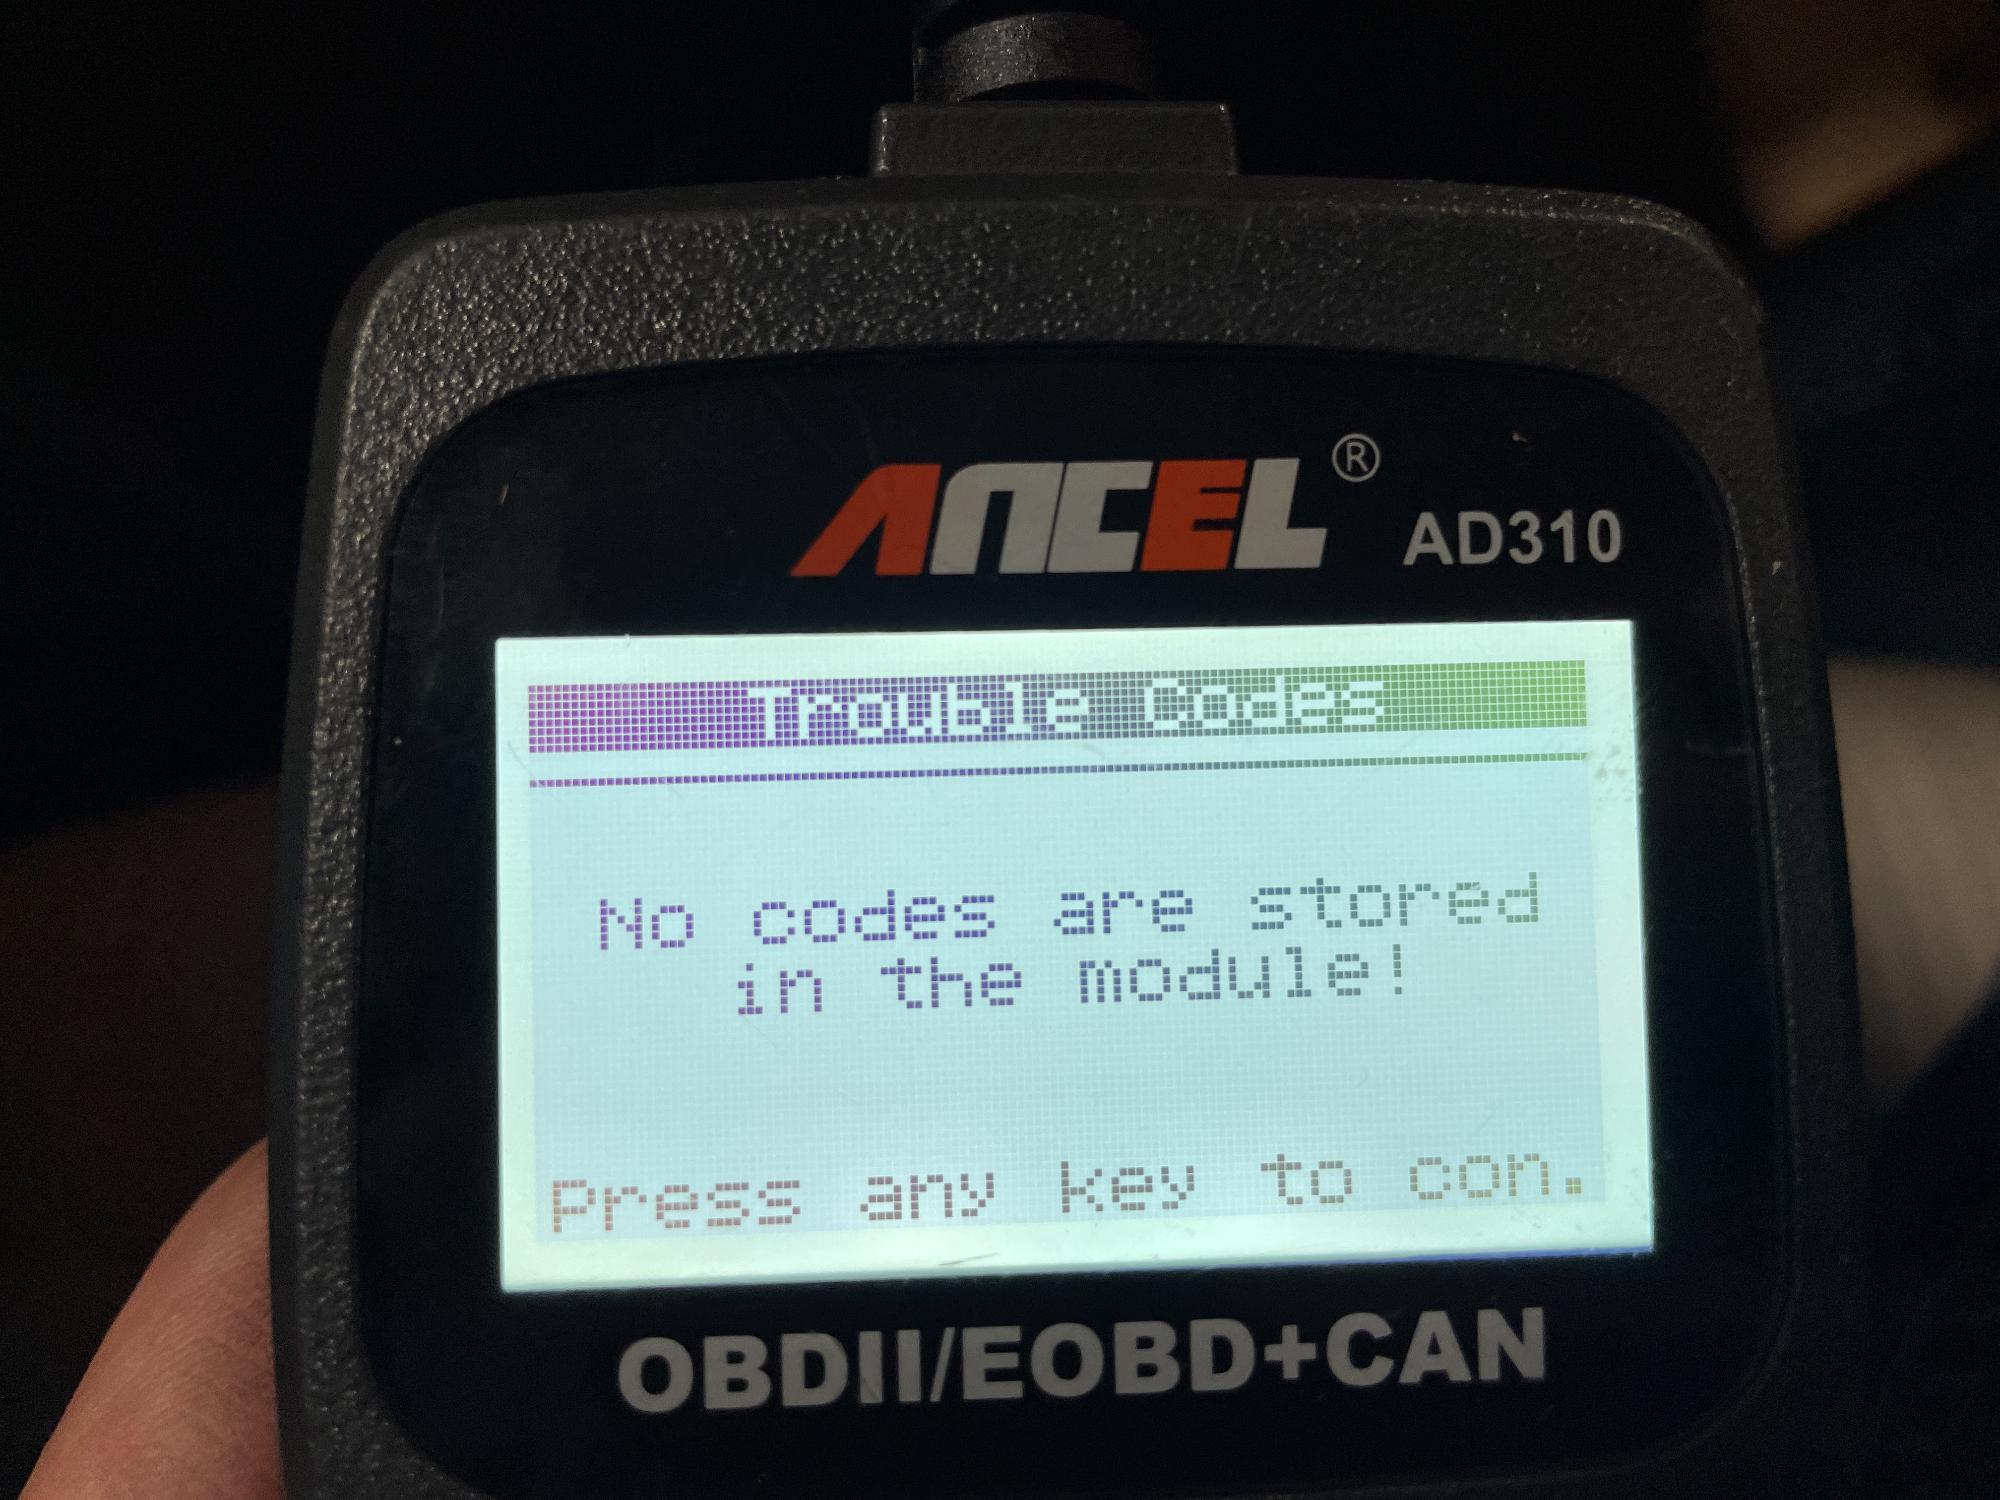 ANCEL® AD310
Trouble Codes
No codes are stored
in the module!
Press any key to con.
OBDII/EOBD+CAN